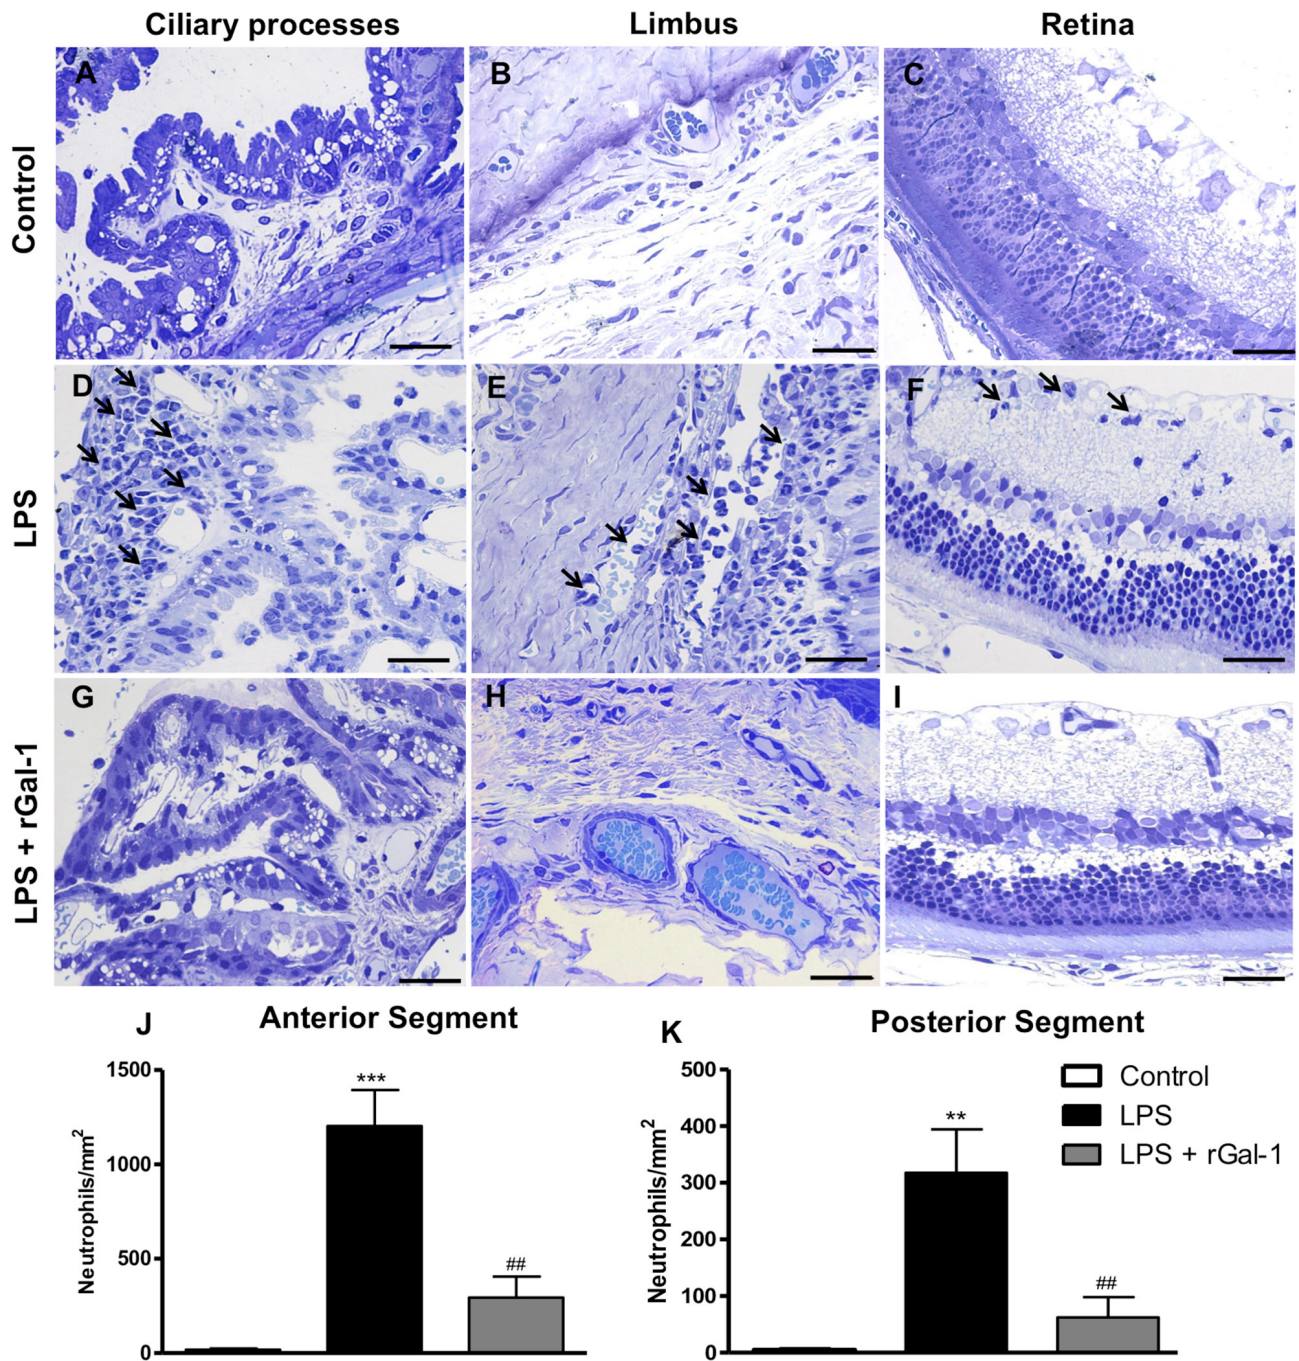 Ciliary processes
Limbus
Retina
Control
A
B
C
LPS
D
E
F
LPS + rGal-1
G
H
I
J
Anterior Segment
Neutrophils/mm²
1500
1000
500
0
***
##
K
Posterior Segment
Neutrophils/mm²
500
400
300
200
100
0
**
##
Control
LPS
LPS + rGal-1